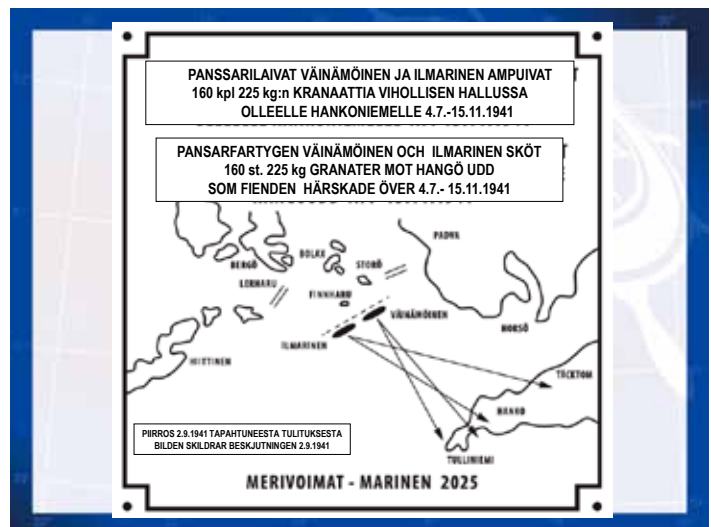 PANSSARILAIVAT VÄINÄMÖINEN JA ILMARINEN AMPUIVAT
160 kpl 225 kg:n KRANAATTIA VIHOLLISEN HALLUSSA
OLLEELLE HANKONIEMELLE 4.7.-15.11.1941
PANSARFARTYGEN VÄINÄMÖINEN OCH ILMARINEN SKÖT
160 st. 225 kg GRANATER MOT HANGÖ UDD
SOM FIENDEN HÄRSKADE ÖVER 4.7.- 15.11.1941
PADVA
BERGÖ
BOLAX
STORÖ
LERHARU
FINNHARU
VÄINÄMÖINEN
HORSÖ
ILMARINEN
HIITTINEN
TÄCKTOM
HANKO
PIIRROS 2.9.1941 TAPAHTUNEESTA TULITUKSESTA
BILDEN SKILDRAR BESKJUTNINGEN 2.9.1941
TULLINIEMI
MERIVOIMAT - MARINEN 2025